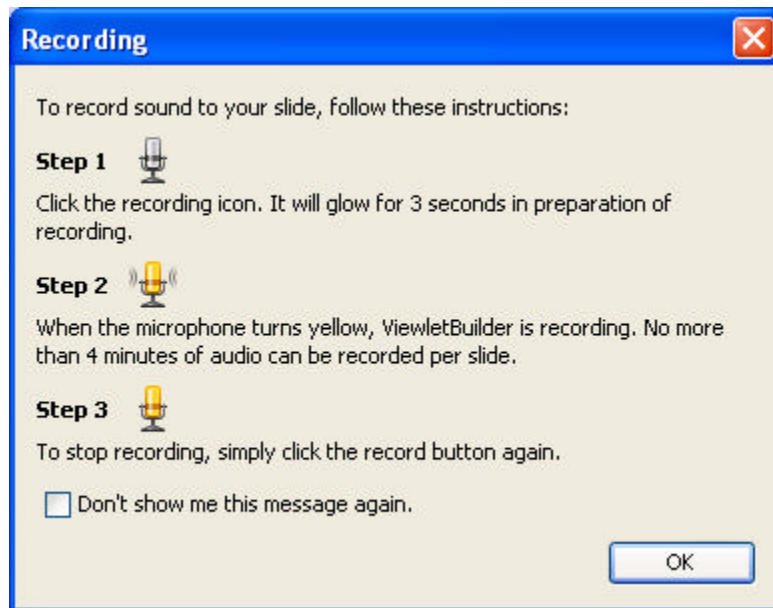 Recording
To record sound to your slide, follow these instructions:
Step 1
Click the recording icon. It will glow for 3 seconds in preparation of
recording.
Step 2
When the microphone turns yellow, ViewletBuilder is recording. No more
than 4 minutes of audio can be recorded per slide.
Step 3
To stop recording, simply click the record button again.
Don't show me this message again.
OK